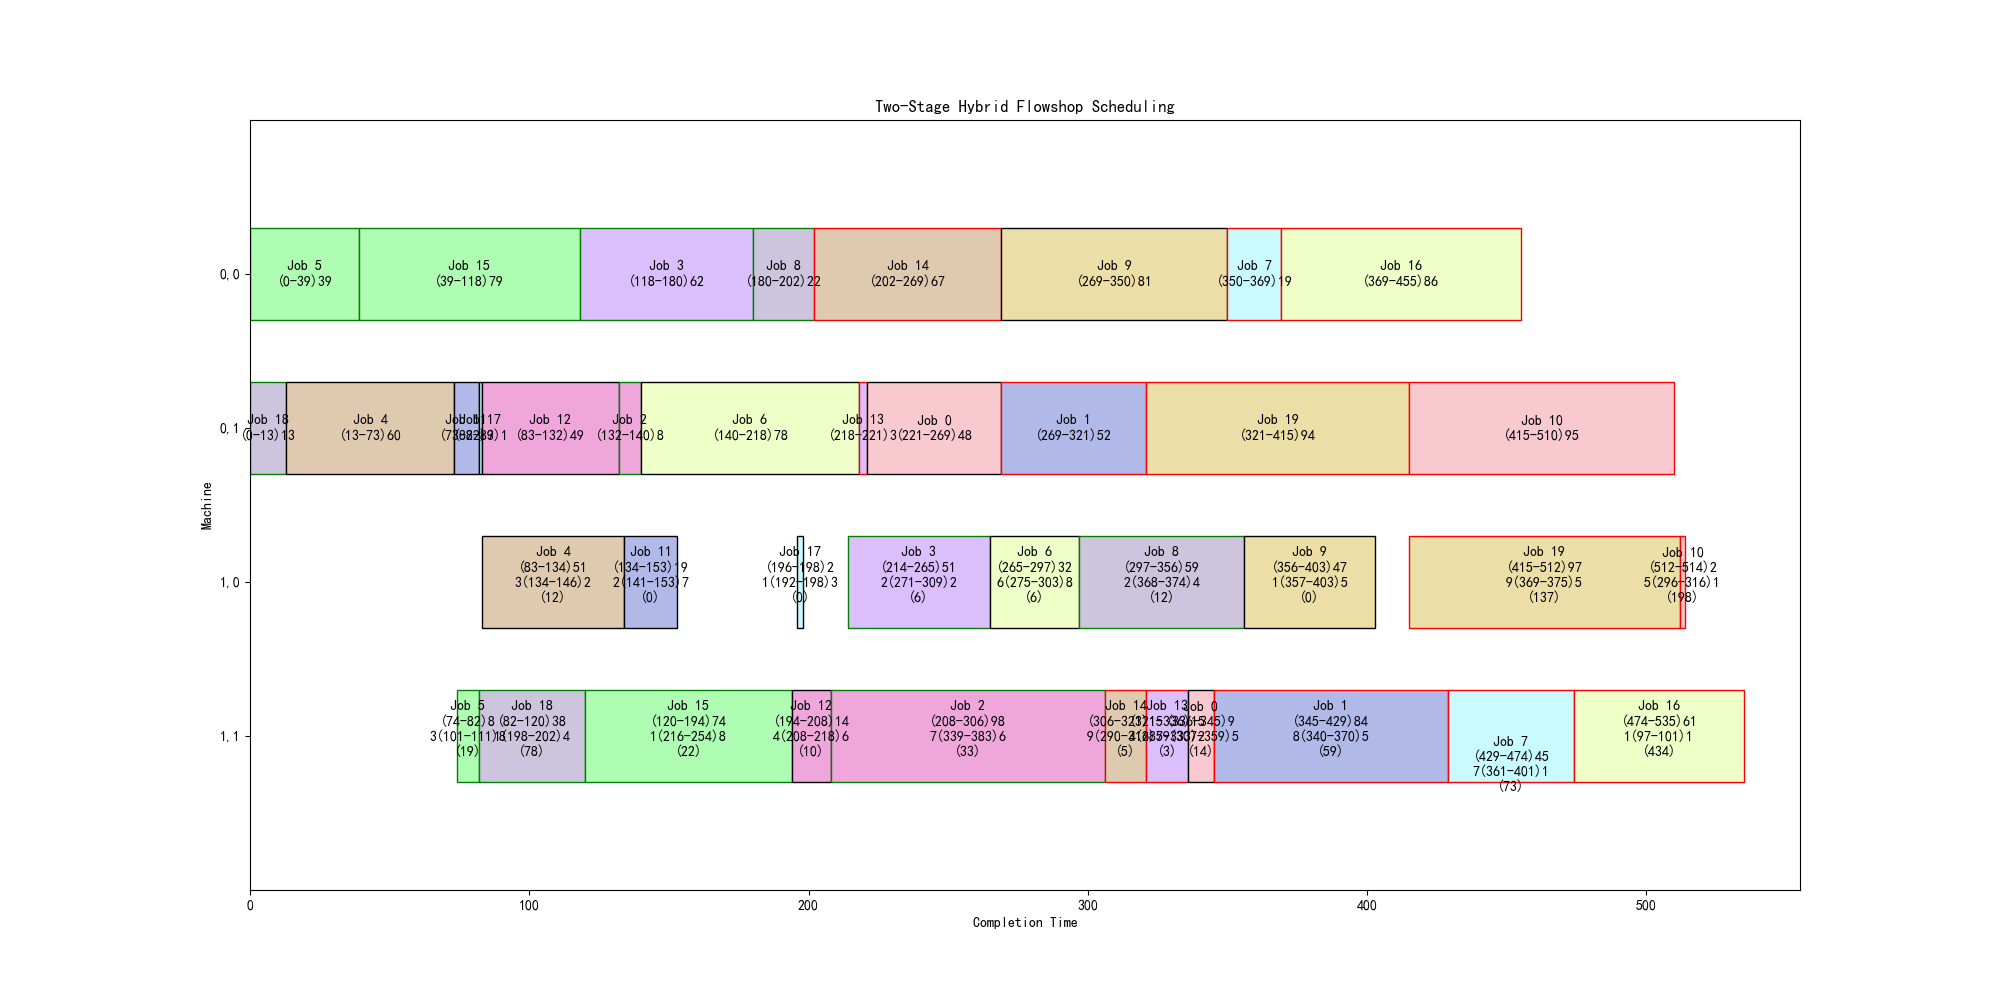 Two-Stage Hybrid Flowshop Scheduling
Machine
0,0
Job 5
(0-39)39
Job 15
(39-118)79
Job 3
(118-180)62
Job 8
(180-202)22
Job 14
(202-269)67
Job 9
(269-350)81
Job 7
(350-369)19
Job 16
(369-455)86
0,1
Job 18
(0-13)13
Job 4
(13-73)60
Job 12
(83-132)49
Job 2
(132-140)8
Job 6
(140-218)78
Job 13
(218-221)3
Job 0
(221-269)48
Job 1
(269-321)52
Job 19
(321-415)94
Job 10
(415-510)95
1,0
Job 4
(83-134)51
3(134-146)2
(12)
Job 11
(134-153)19
2(141-153)7
(0)
Job 17
(196-198)2
1(192-198)3
(0)
Job 3
(214-265)51
2(271-309)2
(6)
Job 6
(265-297)32
6(275-303)8
(6)
Job 8
(297-356)59
2(368-374)4
(12)
Job 9
(356-403)47
1(357-403)5
(0)
Job 19
(415-512)97
9(369-375)5
(137)
Job 10
(512-514)2
5(296-316)1
(198)
1,1
Job 5
(74-82)8
3(101-111)8
(19)
Job 18
(82-120)38
(198-202)4
(78)
Job 15
(120-194)74
1(216-254)8
(22)
Job 12
(194-208)14
4(208-218)6
(10)
Job 2
(208-306)98
7(339-383)6
(33)
Job 14
(5)
Job 13
(3)
Job 0
(14)
Job 1
(345-429)84
8(340-370)5
(59)
Job 7
(429-474)45
7(361-401)1
(73)
Job 16
(474-535)61
1(97-101)1
(434)
0
100
200
300
400
500
Completion Time